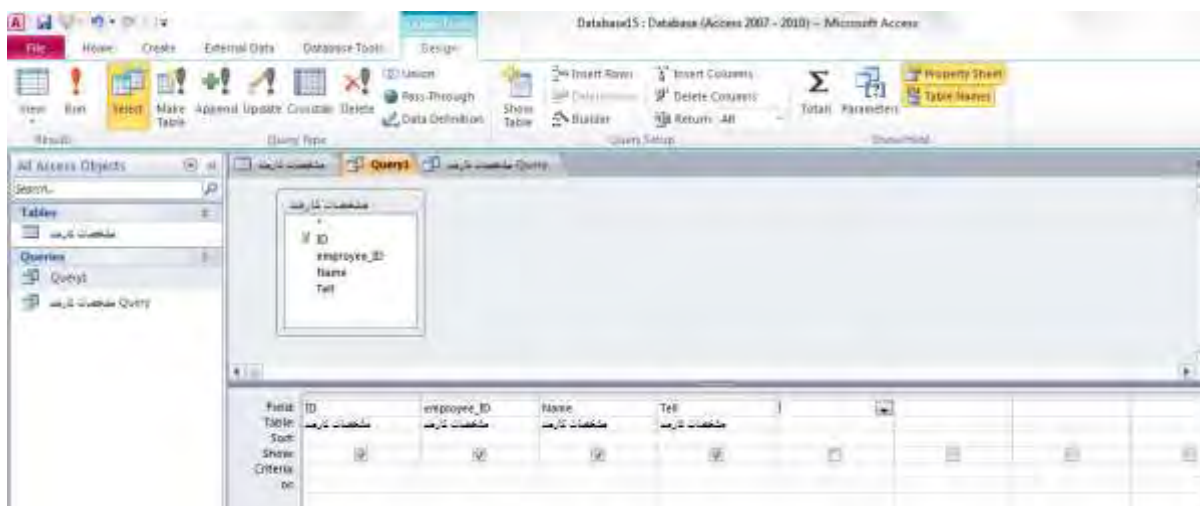 Database15 : Database (Access 2007 - 2010) - Microsoft Access
File Home Create External Data Database Tools Design
View Run Select Make Table Append Update Crosstab Delete
Union
Pass-Through
Data Definition
Show Table
Insert Rows
Delete Rows
Builder
Insert Columns
Delete Columns
Return: All
Totals Parameters
Property Sheet
Table Names
Results Query Type Query Setup Show/Hide
All Access Objects
Search..
Tables
مشخصات کارمند
Queries
Query1
مشخصات کارمند Query
مشخصات کارمند Query1 مشخصات کارمند Query
مشخصات کارمند
*
ID
employee_ID
Name
Tell
Field: ID employee_ID Name Tell
Table: مشخصات کارمند مشخصات کارمند مشخصات کارمند مشخصات کارمند
Sort:
Show:
Criteria:
or: